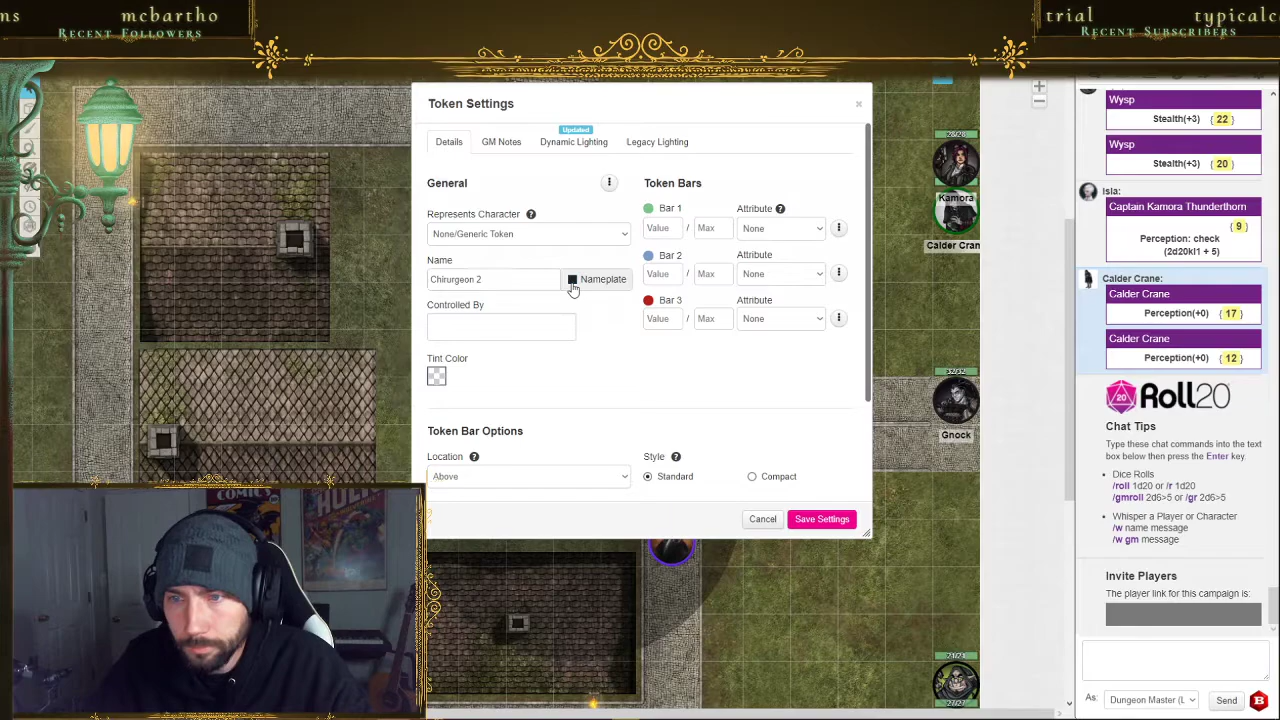 ms
mcbartho
RECENT FOLLOWERS
trial
typicalc
RECENT SUBSCRIBERS
Token Settings
×
Updated
Details
GM Notes
Dynamic Lighting
Legacy Lighting
General
Token Bars
Represents Character ?
None/Generic Token
Bar 1
Attribute ?
Value / Max
None
Name
Bar 2
Attribute
Chirurgeon 2
Nameplate
Value / Max
None
Controlled By
Bar 3
Attribute
Value / Max
None
Tint Color
Token Bar Options
Location ?
Style ?
Above
Standard
Compact
Cancel
Save Settings
Kamora
Calder Cran
32/32
Gnock
27/27
Wysp
Stealth(+3) {22}
Wysp
Stealth(+3) {20}
Isla:
Captain Kamora Thunderthorn
{9}
Perception: check
(2d20kl1 + 5)
Calder Crane:
Calder Crane
Perception(+0) {17}
Calder Crane
Perception(+0) {12}
20
Roll20
Chat Tips
Type these chat commands into the text
box below then press the Enter key.
• Dice Rolls
/roll 1d20 or /r 1d20
/gmroll 2d6>5 or /gr 2d6>5
• Whisper a Player or Character
/w name message
/w gm message
Invite Players
The player link for this campaign is:
As:
Dungeon Master (L
Send
B
COMICS